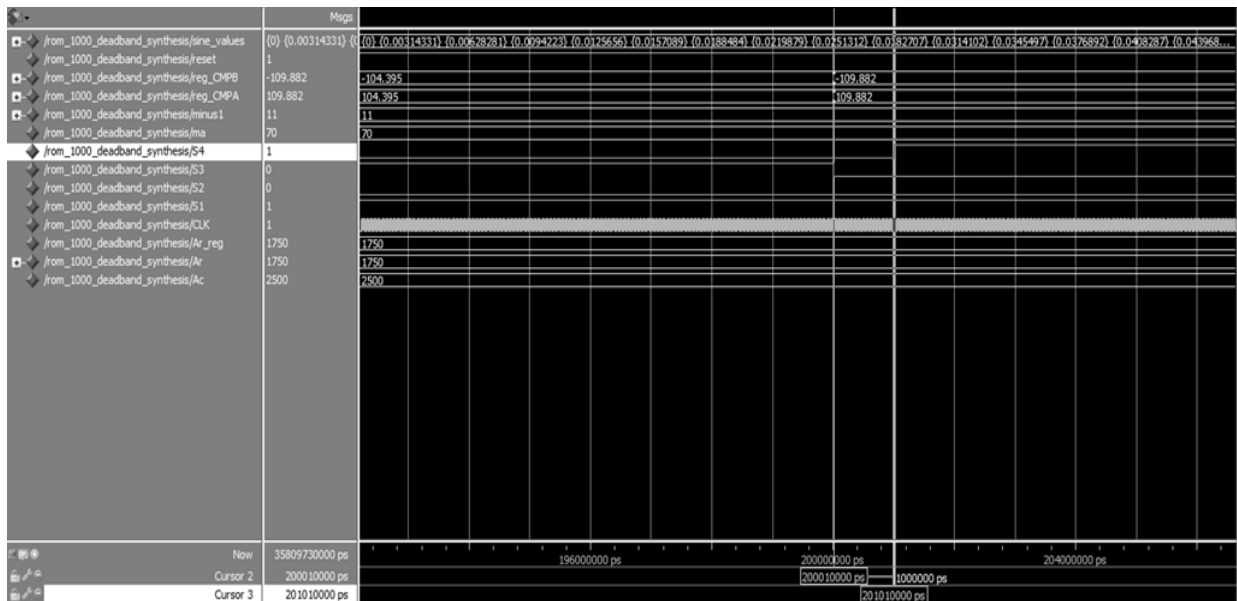 Msgs
/rom_1000_deadband_synthesis/sine_values {0} {0.00314331} {0 {0} {0.00314331} {0.00628281} {0.0094223} {0.0125656} {0.0157089} {0.0188484} {0.0219879} {0.0251312} {0.0282707} {0.0314102} {0.0345497} {0.0376892} {0.0408287} {0.043968...
/rom_1000_deadband_synthesis/reset 1
/rom_1000_deadband_synthesis/reg_CMPB -109.882 -104.395 -109.882
/rom_1000_deadband_synthesis/reg_CMPA 109.882 104.395 109.882
/rom_1000_deadband_synthesis/minus1 11 11
/rom_1000_deadband_synthesis/ma 70 70
/rom_1000_deadband_synthesis/S4 1
/rom_1000_deadband_synthesis/S3 0
/rom_1000_deadband_synthesis/S2 0
/rom_1000_deadband_synthesis/S1 1
/rom_1000_deadband_synthesis/CLK 1
/rom_1000_deadband_synthesis/Ar_reg 1750 1750
/rom_1000_deadband_synthesis/Ar 1750 1750
/rom_1000_deadband_synthesis/Ac 2500 2500
Now 35809730000 ps 196000000 ps 200000000 ps 204000000 ps
Cursor 2 200010000 ps 200010000 ps 1000000 ps
Cursor 3 201010000 ps 201010000 ps